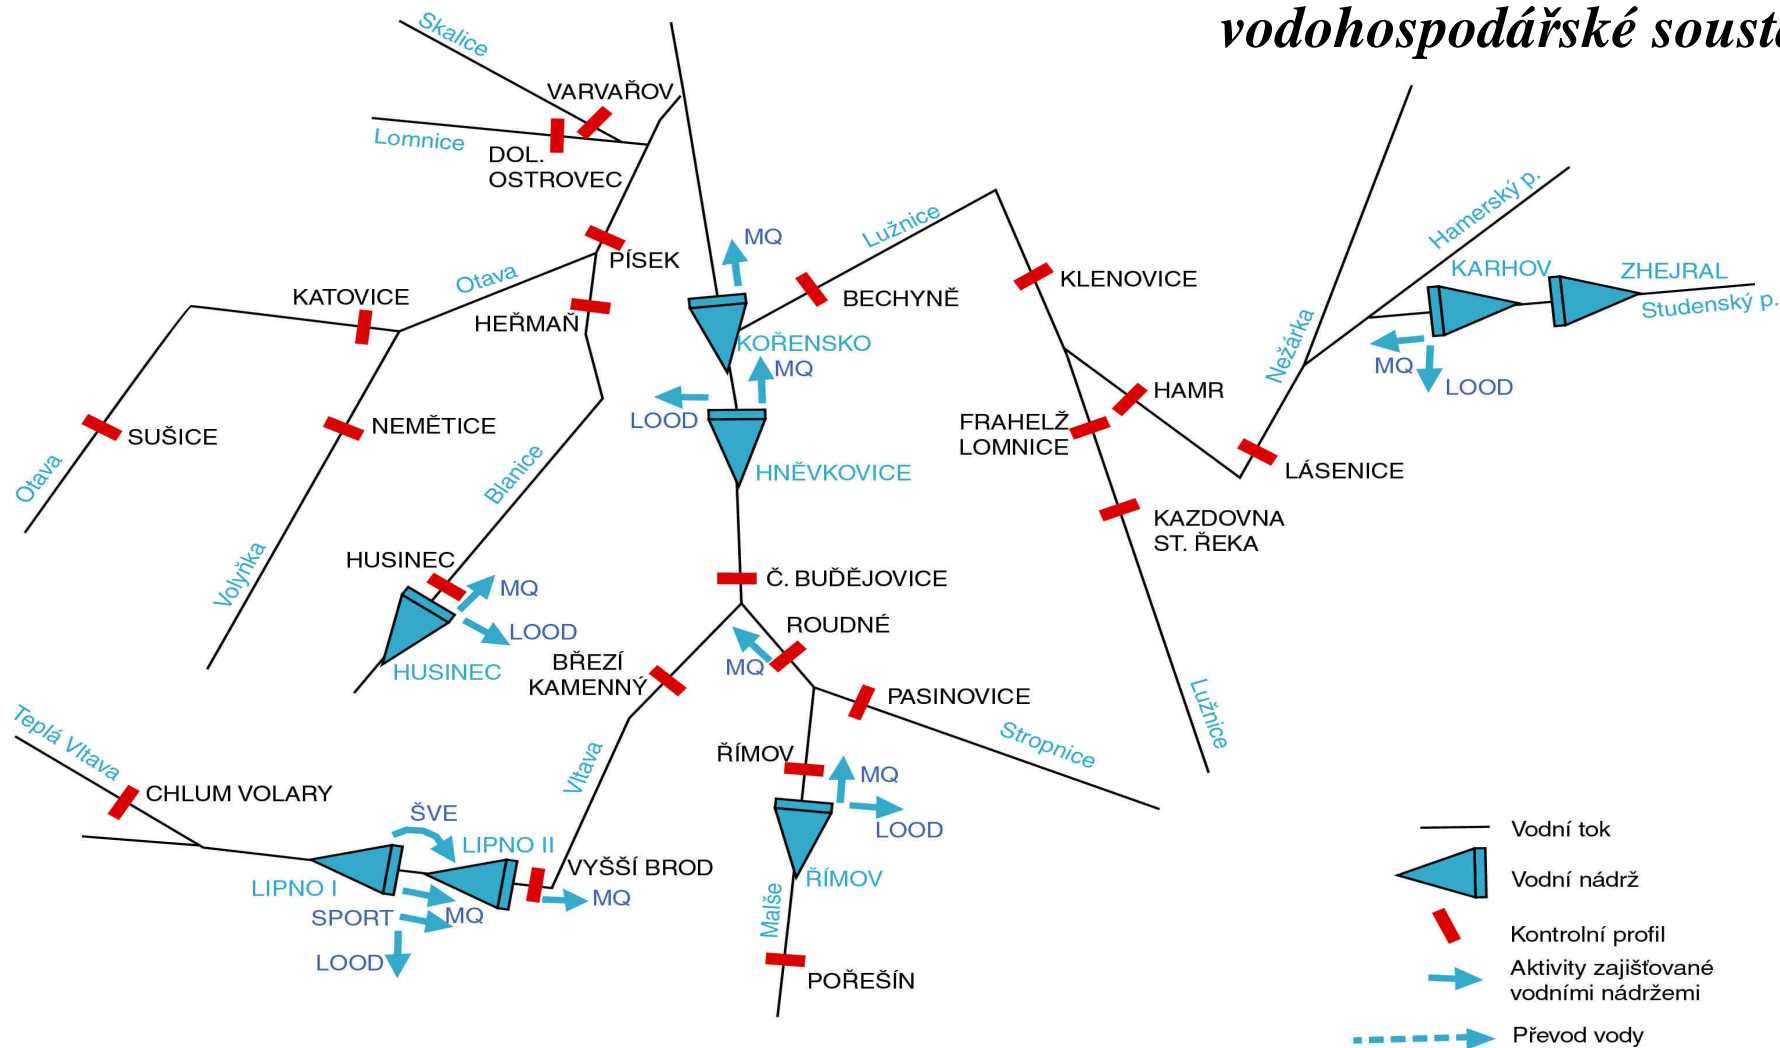 vodohospodářské
Skalice
VARVAŘOV
Lomnice
DOL.
OSTROVEC
PÍSEK
Otava
KATOVICE
HEŘMAŇ
SUŠICE
NEMĚTICE
Otava
Volyňka
Blanice
HUSINEC
MQ
LOOD
HUSINEC
MQ
Lužnice
BECHYNĚ
KOŘENSKO
MQ
LOOD
HNĚVKOVICE
KLENOVICE
HAMR
FRAHELŽ
LOMNICE
KAZDOVNA
ST. ŘEKA
Lužnice
Nežárka
LÁSENICE
Hamerský p.
KARHOV
ZHEJRAL
Studenský p.
MQ
LOOD
Č. BUĎĚJOVICE
ROUDNÉ
MQ
BŘEZÍ
KAMENNÝ
PASINOVICE
Stropnice
ŘÍMOV
MQ
LOOD
ŘÍMOV
Malše
POŘEŠÍN
Vltava
Teplá Vltava
CHLUM VOLARY
ŠVE
LIPNO II
VYŠŠÍ BROD
MQ
LIPNO I
SPORT
MQ
LOOD
Vodní tok
Vodní nádrž
Kontrolní profil
Aktivity zajišťované
vodními nádržemi
Převod vody